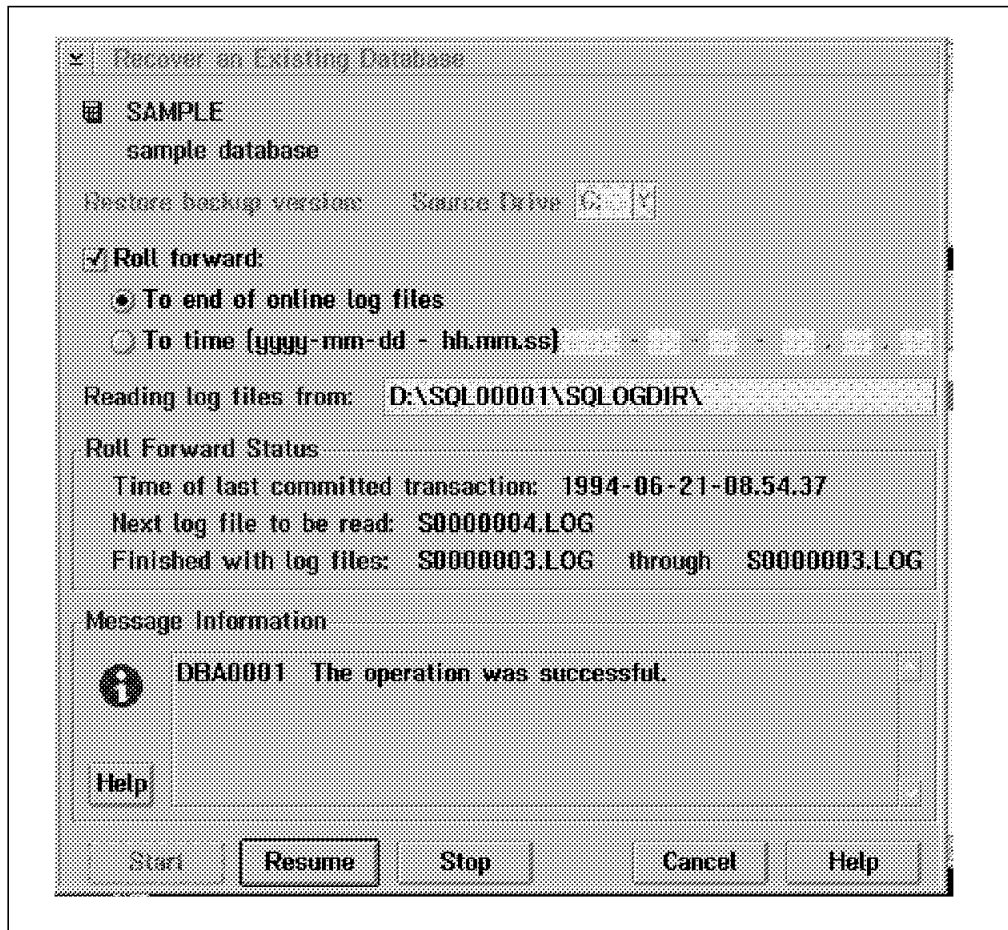 Recover an Existing Database
SAMPLE
sample database
Restore backup version: Source Drive C:
Roll forward:
To end of online log files
To time (yyyy-mm-dd - hh.mm.ss) - - - . .
Reading log files from: D:\SQL00001\SQLOGDIR\
Roll Forward Status
Time of last committed transaction: 1994-06-21-08.54.37
Next log file to be read: S0000004.LOG
Finished with log files: S0000003.LOG through S0000003.LOG
Message Information
DBA0001 The operation was successful.
Help
Start Resume Stop Cancel Help